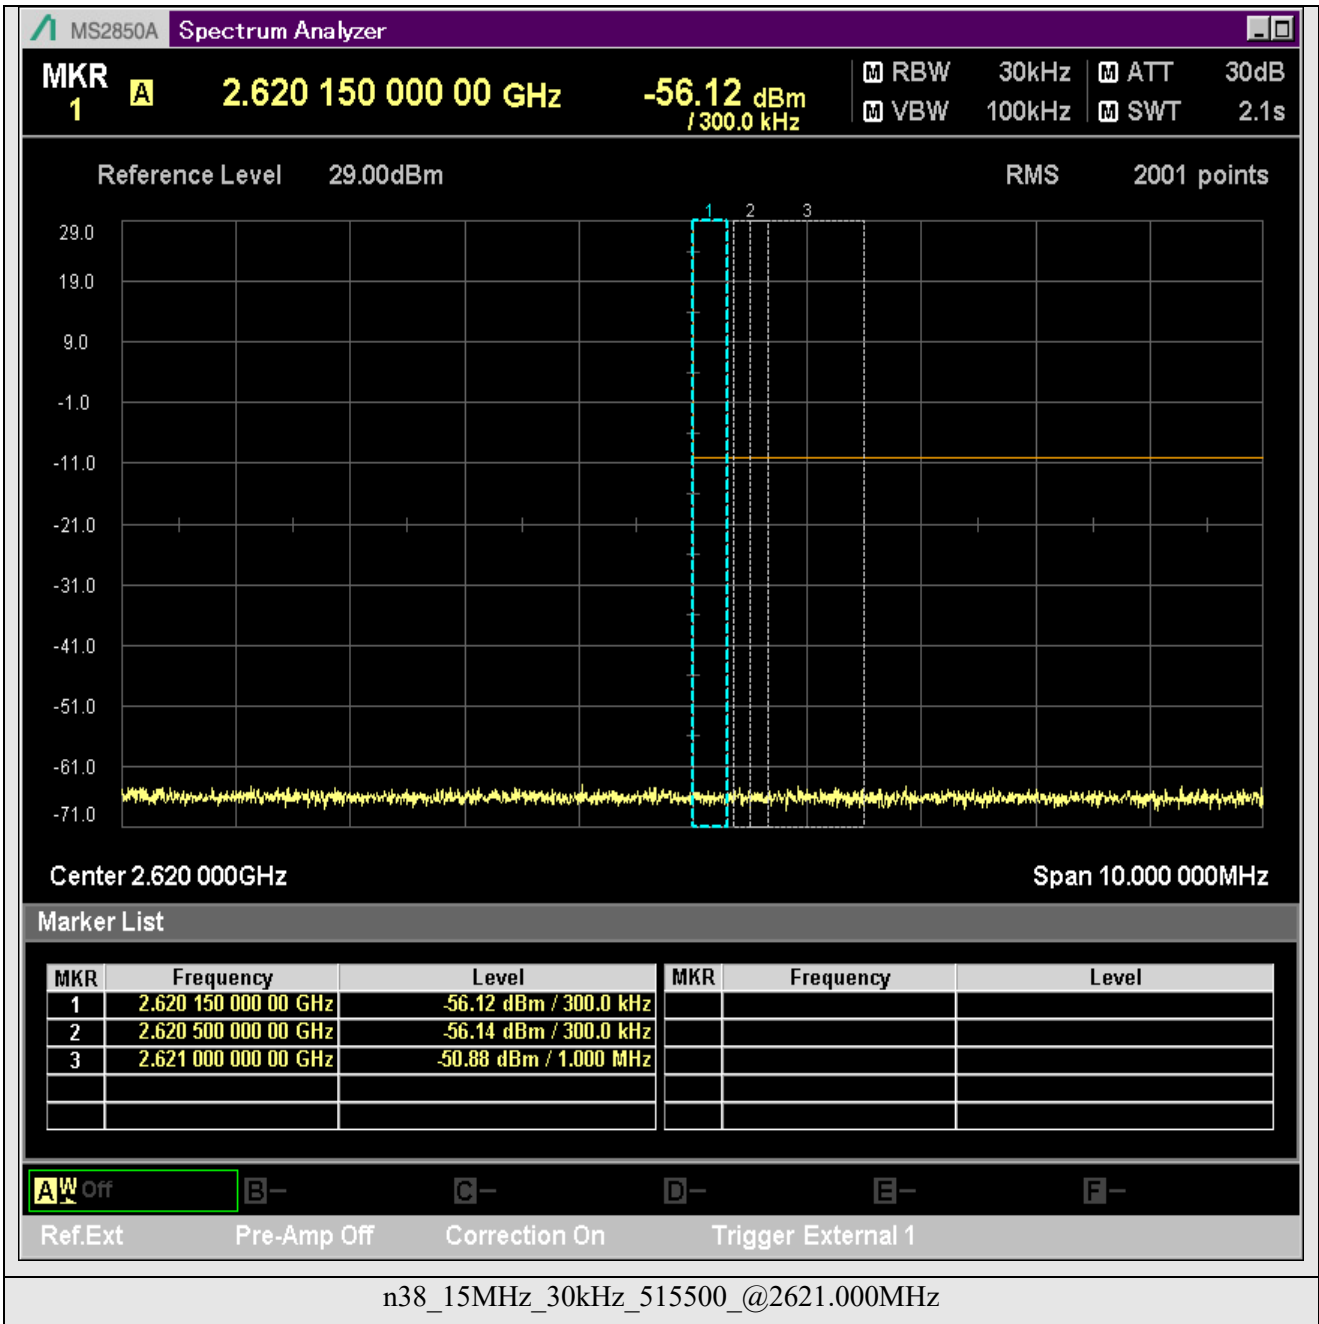 MS2850A Spectrum Analyzer
MKR 1 A 2.620 150 000 00 GHz -56.12 dBm / 300.0 kHz
M RBW 30kHz M ATT 30dB
M VBW 100kHz M SWT 2.1s
Reference Level 29.00dBm RMS 2001 points
1 2 3
29.0
19.0
9.0
-1.0
-11.0
-21.0
-31.0
-41.0
-51.0
-61.0
-71.0
Center 2.620 000GHz Span 10.000 000MHz
Marker List
MKR Frequency Level MKR Frequency Level
1 2.620 150 000 00 GHz -56.12 dBm / 300.0 kHz
2 2.620 500 000 00 GHz -56.14 dBm / 300.0 kHz
3 2.621 000 000 00 GHz -50.88 dBm / 1.000 MHz
A W Off B- C- D- E- F-
Ref.Ext Pre-Amp Off Correction On Trigger External 1
n38_15MHz_30kHz_515500_@2621.000MHz